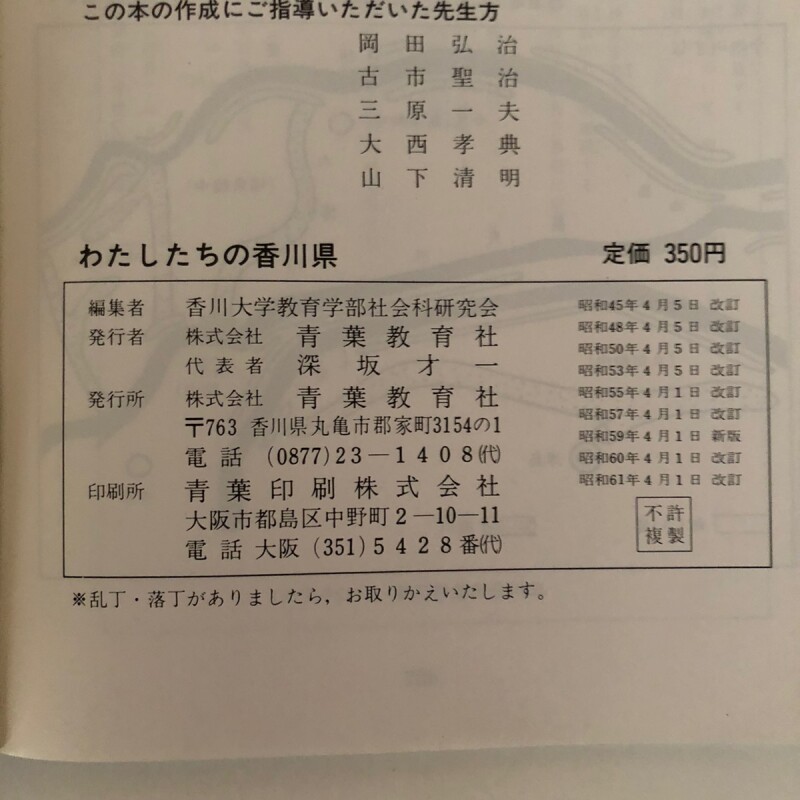 この本の作成にご指導いただいた先生方
岡田弘治
古市聖治
三原一夫
大西孝典
山下清明
わたしたちの香川県 定価 350円
編集者 香川大学教育学部社会科研究会
発行者 株式会社 青葉教育社
代表者 深坂才一
発行所 株式会社 青葉教育社
〒763 香川県丸亀市郡家町3154の1
電話 (0877)23-1408㈹
印刷所 青葉印刷株式会社
大阪市都島区中野町2-10-11
電話 大阪(351)5428番㈹
昭和45年4月5日 改訂
昭和48年4月5日 改訂
昭和50年4月5日 改訂
昭和53年4月5日 改訂
昭和55年4月1日 改訂
昭和57年4月1日 改訂
昭和59年4月1日 新版
昭和60年4月1日 改訂
昭和61年4月1日 改訂
不許
複製
※乱丁・落丁がありましたら,お取りかえいたします。